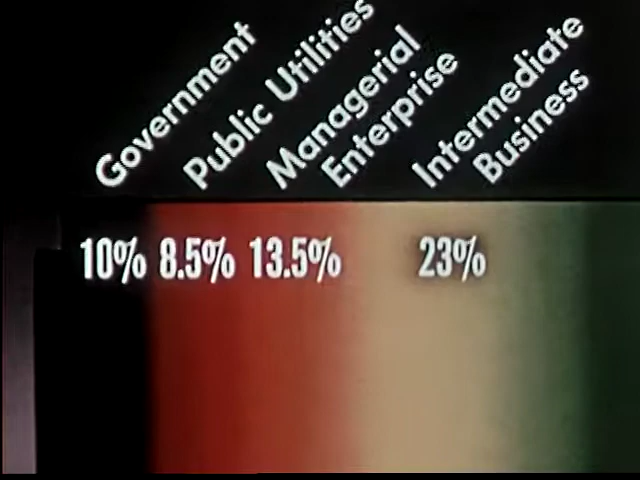 Government
Public Utilities
Managerial
Enterprise
Intermediate
Business
10% 8.5% 13.5% 23%